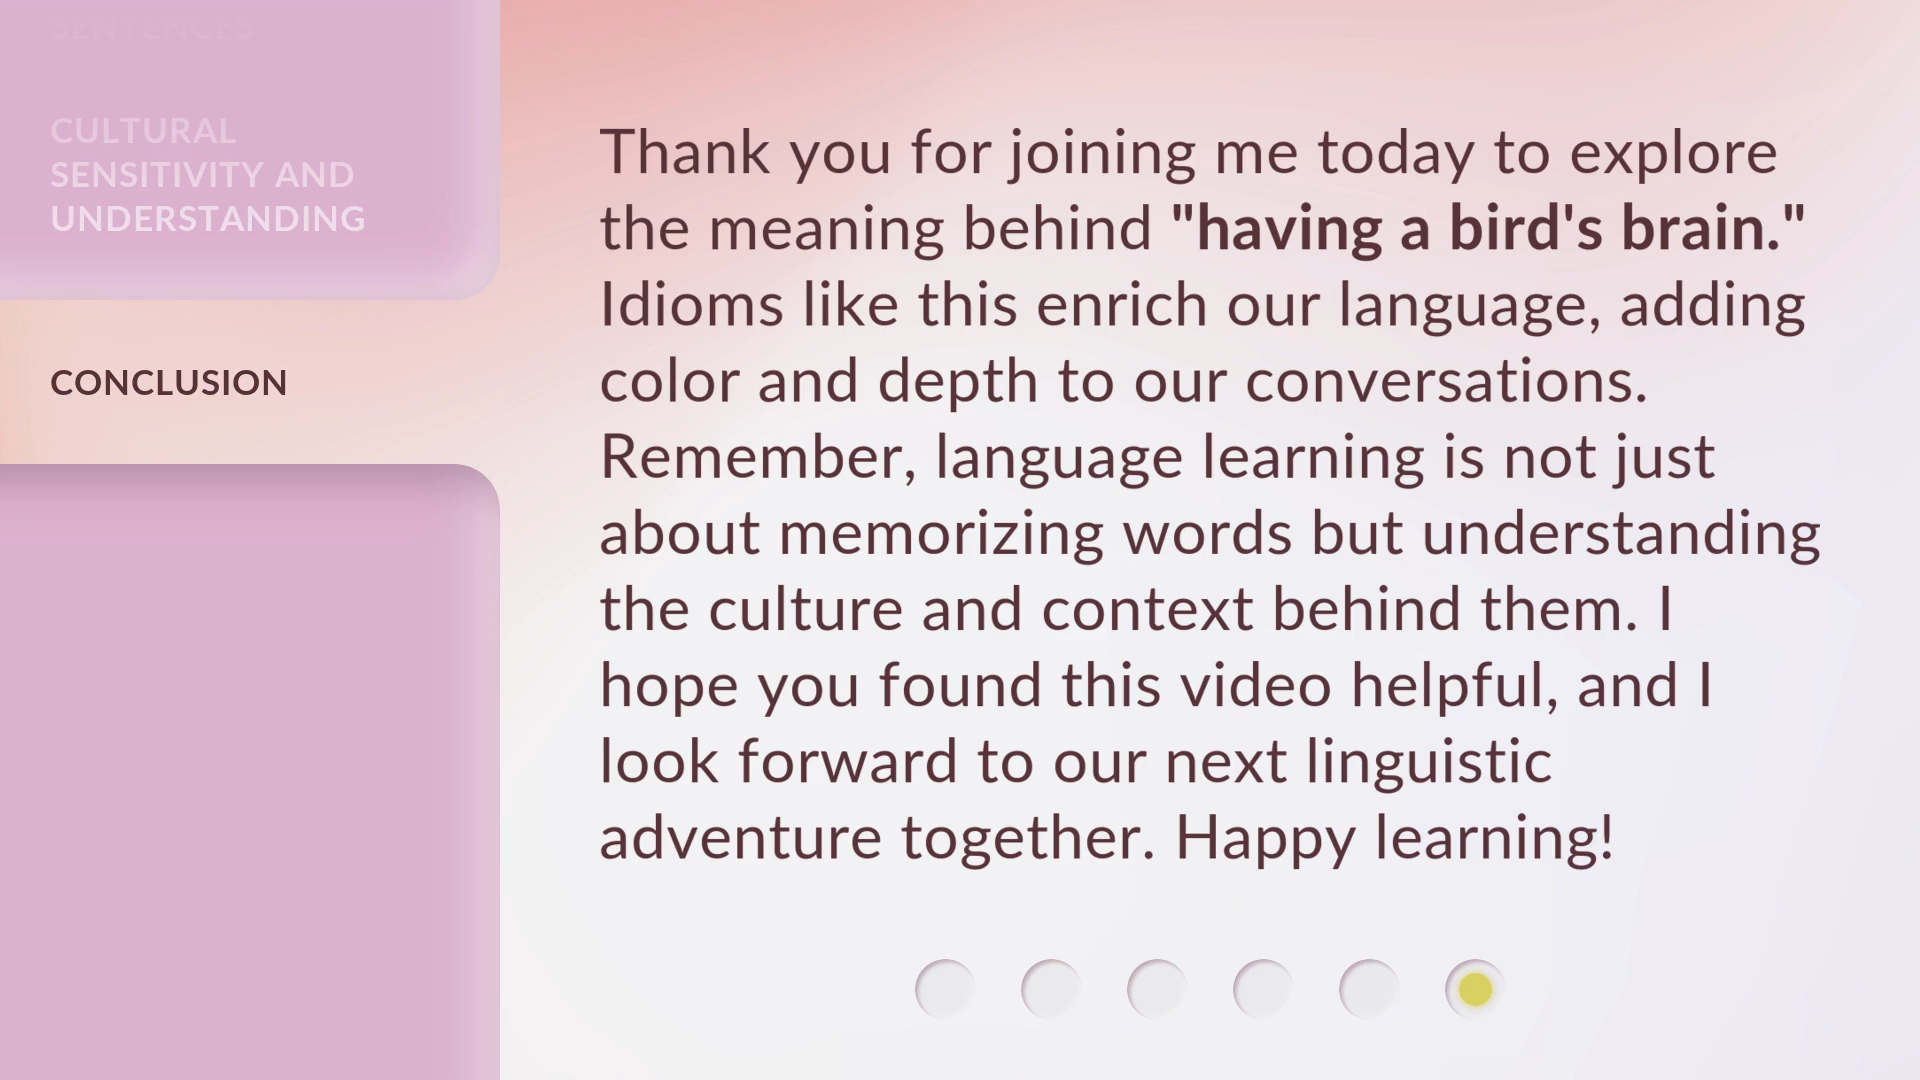 SENTENCES
CULTURAL
SENSITIVITY AND
UNDERSTANDING
CONCLUSION
Thank you for joining me today to explore
the meaning behind "having a bird's brain."
Idioms like this enrich our language, adding
color and depth to our conversations.
Remember, language learning is not just
about memorizing words but understanding
the culture and context behind them. I
hope you found this video helpful, and I
look forward to our next linguistic
adventure together. Happy learning!